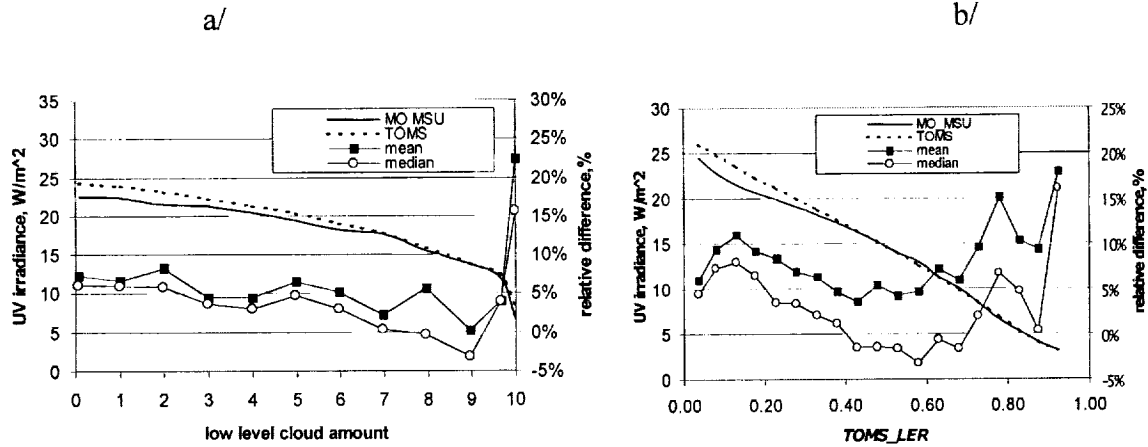 a/
b/
35
30
25
20
15
10
5
0
UV irradiance, W/m^2
MO MSU
TOMS
mean
median
30%
25%
20%
15%
10%
5%
0%
-5%
relative difference,%
0 1 2 3 4 5 6 7 8 9 10
low level cloud amount
30
25
20
15
10
5
0
UV irradiance, W/m^2
MO_MSU
TOMS
mean
median
25%
20%
15%
10%
5%
0%
-5%
relative difference,%
0.00 0.20 0.40 0.60 0.80 1.00
TOMS_LER